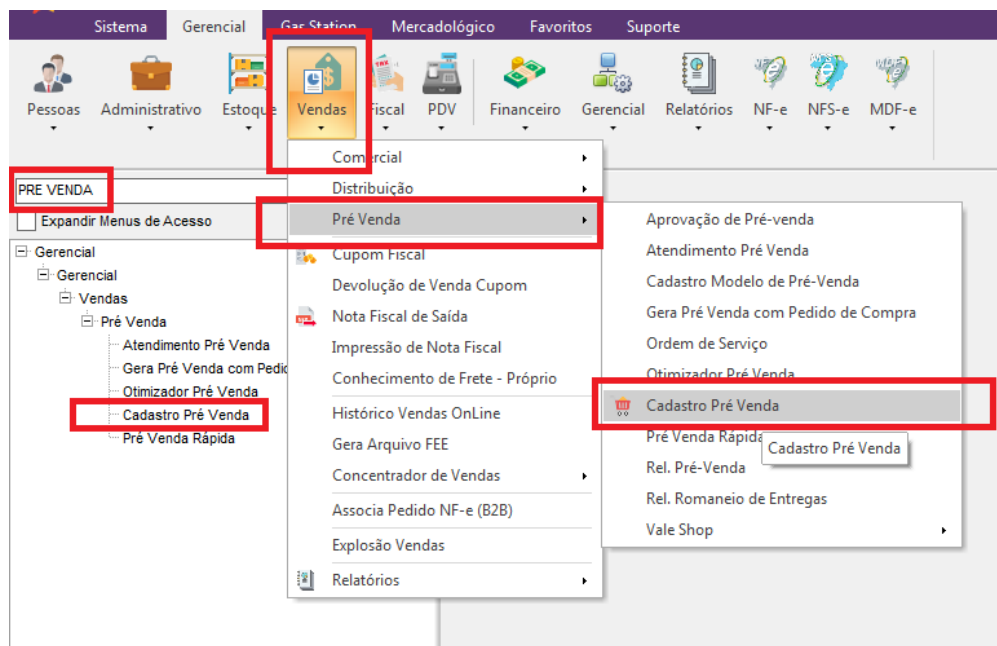 Sistema Gerencial Gas Station Mercadológico Favoritos Suporte
Pessoas Administrativo Estoque Vendas Fiscal PDV Financeiro Gerencial Relatórios NF-e NFS-e MDF-e
PRE VENDA
Expandir Menus de Acesso
Gerencial
Gerencial
Vendas
Pré Venda
Atendimento Pré Venda
Gera Pré Venda com Pedic
Otimizador Pré Venda
Cadastro Pré Venda
Pré Venda Rápida
Comercial
Distribuição
Pré Venda
Cupom Fiscal
Devolução de Venda Cupom
Nota Fiscal de Saída
Impressão de Nota Fiscal
Conhecimento de Frete - Próprio
Histórico Vendas OnLine
Gera Arquivo FEE
Concentrador de Vendas
Associa Pedido NF-e (B2B)
Explosão Vendas
Relatórios
Aprovação de Pré-venda
Atendimento Pré Venda
Cadastro Modelo de Pré-Venda
Gera Pré Venda com Pedido de Compra
Ordem de Serviço
Otimizador Pré Venda
Cadastro Pré Venda
Pré Venda Rápida
Cadastro Pré Venda
Rel. Pré-Venda
Rel. Romaneio de Entregas
Vale Shop